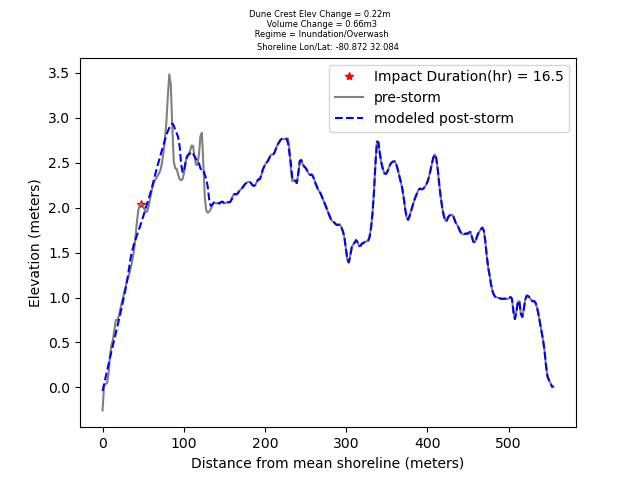 Dune Crest Elev Change = 0.22m
Volume Change = 0.66m3
Regime = Inundation/Overwash
Shoreline Lon/Lat: -80.872 32.084
Impact Duration(hr) = 16.5
pre-storm
modeled post-storm
Elevation (meters)
3.5
3.0
2.5
2.0
1.5
1.0
0.5
0.0
0 100 200 300 400 500
Distance from mean shoreline (meters)